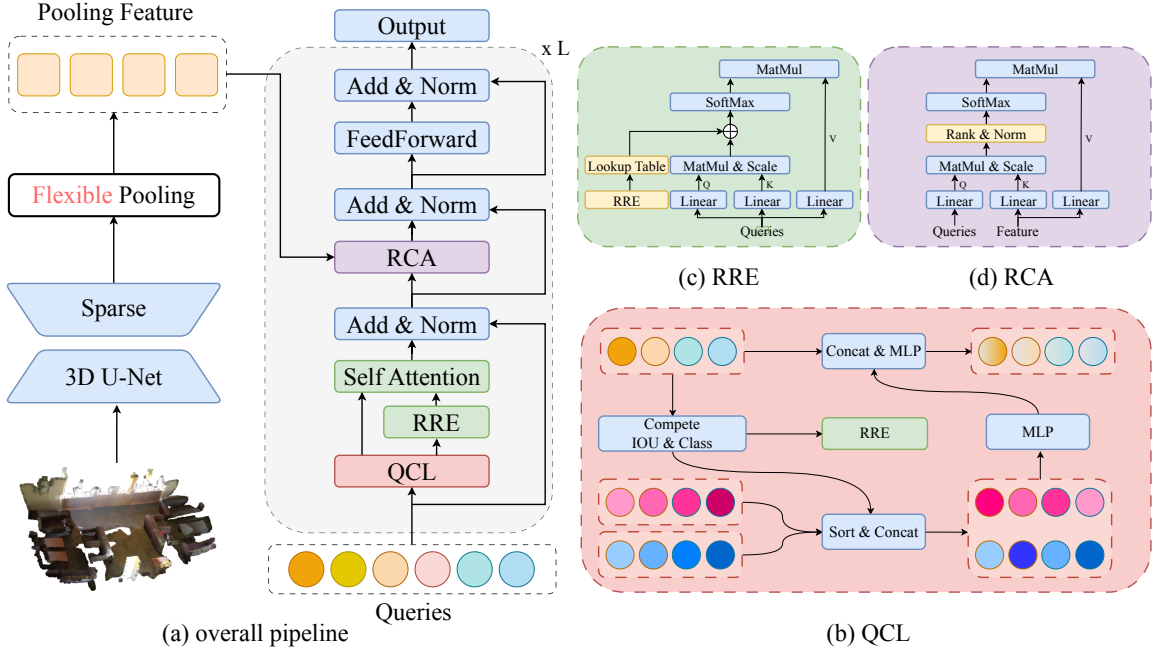 Pooling Feature
Flexible Pooling
Sparse
3D U-Net
Output
x L
Add & Norm
FeedForward
Add & Norm
RCA
Add & Norm
Self Attention
RRE
QCL
Queries
(a) overall pipeline
MatMul
SoftMax
V
Lookup Table
MatMul & Scale
Q
K
RRE
Linear
Linear
Linear
Queries
(c) RRE
MatMul
SoftMax
Rank & Norm
V
MatMul & Scale
Q
K
Linear
Linear
Linear
Queries
Feature
(d) RCA
Concat & MLP
Compete
IOU & Class
RRE
MLP
Sort & Concat
(b) QCL